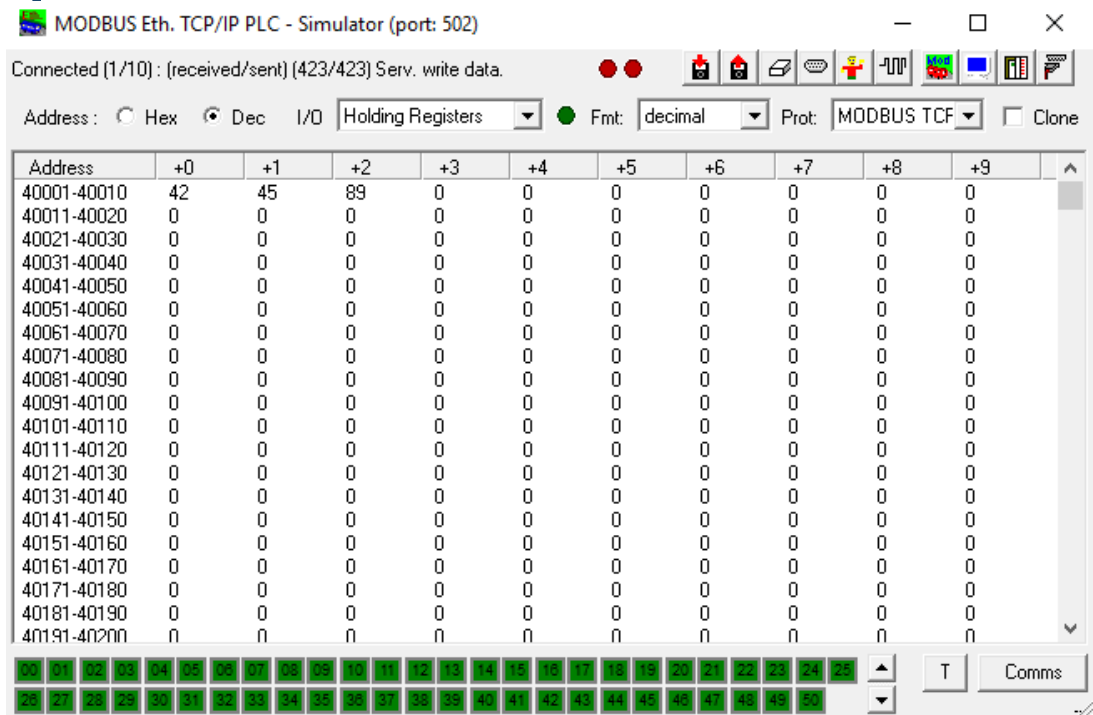 MODBUS Eth. TCP/IP PLC - Simulator (port: 502)
Connected (1/10) : (received/sent) (423/423) Serv. write data.
Address : Hex Dec I/O Holding Registers Fmt: decimal Prot: MODBUS TCP Clone
Address +0 +1 +2 +3 +4 +5 +6 +7 +8 +9
40001-40010 42 45 89 0 0 0 0 0 0 0
40011-40020 0 0 0 0 0 0 0 0 0 0
40021-40030 0 0 0 0 0 0 0 0 0 0
40031-40040 0 0 0 0 0 0 0 0 0 0
40041-40050 0 0 0 0 0 0 0 0 0 0
40051-40060 0 0 0 0 0 0 0 0 0 0
40061-40070 0 0 0 0 0 0 0 0 0 0
40071-40080 0 0 0 0 0 0 0 0 0 0
40081-40090 0 0 0 0 0 0 0 0 0 0
40091-40100 0 0 0 0 0 0 0 0 0 0
40101-40110 0 0 0 0 0 0 0 0 0 0
40111-40120 0 0 0 0 0 0 0 0 0 0
40121-40130 0 0 0 0 0 0 0 0 0 0
40131-40140 0 0 0 0 0 0 0 0 0 0
40141-40150 0 0 0 0 0 0 0 0 0 0
40151-40160 0 0 0 0 0 0 0 0 0 0
40161-40170 0 0 0 0 0 0 0 0 0 0
40171-40180 0 0 0 0 0 0 0 0 0 0
40181-40190 0 0 0 0 0 0 0 0 0 0
40191-40200 0 0 0 0 0 0 0 0 0 0
00 01 02 03 04 05 06 07 08 09 10 11 12 13 14 15 16 17 18 19 20 21 22 23 24 25 T Comms
26 27 28 29 30 31 32 33 34 35 36 37 38 39 40 41 42 43 44 45 46 47 48 49 50